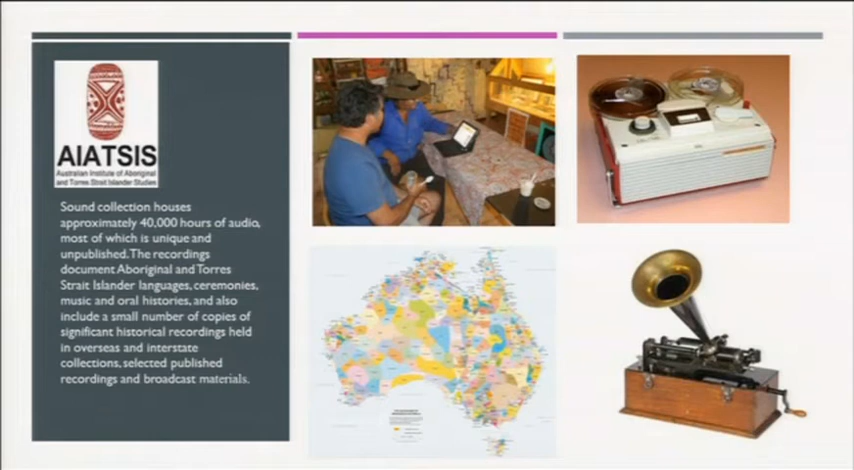 AIATSIS
Australian Institute of Aboriginal
and Torres Strait Islander Studies
Sound collection houses
approximately 40,000 hours of audio,
most of which is unique and
unpublished. The recordings
document Aboriginal and Torres
Strait Islander languages, ceremonies,
music and oral histories, and also
include a small number of copies of
significant historical recordings held
in overseas and interstate
collections, selected published
recordings and broadcast materials.